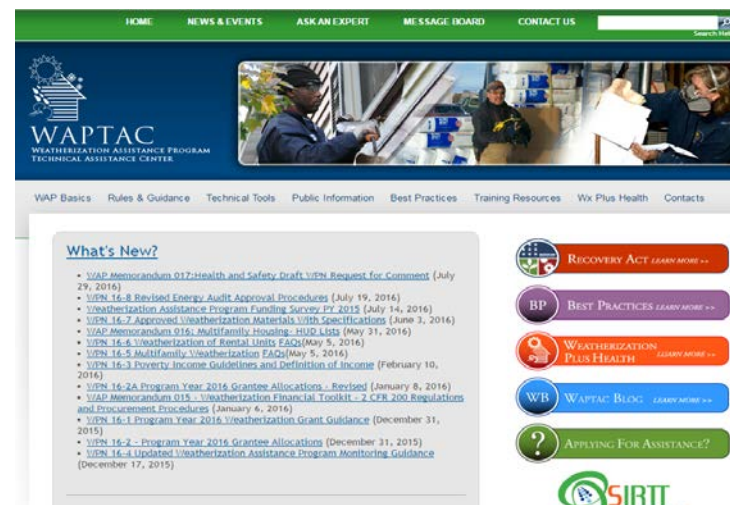 HOME NEWS & EVENTS ASK AN EXPERT MESSAGE BOARD CONTACT US
WAPTAC
WEATHERIZATION ASSISTANCE PROGRAM
TECHNICAL ASSISTANCE CENTER
WAP Basics Rules & Guidance Technical Tools Public Information Best Practices Training Resources Wx Plus Health Contacts
What's New?
• WAP Memorandum 017:Health and Safety Draft WPN Request for Comment (July
29, 2016)
• WPN 16-8 Revised Energy Audit Approval Procedures (July 19, 2016)
• Weatherization Assistance Program Funding Survey PY 2015 (July 14, 2016)
• WPN 16-7 Approved Weatherization Materials With Specifications (June 3, 2016)
• WAP Memorandum 016; Multifamily Housing- HUD Lists (May 31, 2016)
• WPN 16-6 Weatherization of Rental Units FAQs(May 5, 2016)
• WPN 16-5 Multifamily Weatherization FAQs(May 5, 2016)
• WPN 16-3 Poverty Income Guidelines and Definition of Income (February 10,
2016)
• WPN 16-2A Program Year 2016 Grantee Allocations - Revised (January 8, 2016)
• WAP Memorandum 015 - Weatherization Financial Toolkit - 2 CFR 200 Regulations
and Procurement Procedures (January 6, 2016)
• WPN 16-1 Program Year 2016 Weatherization Grant Guidance (December 31,
2015)
• WPN 16-2 - Program Year 2016 Grantee Allocations (December 31, 2015)
• WPN 16-4 Updated Weatherization Assistance Program Monitoring Guidance
(December 17, 2015)
RECOVERY ACT LEARN MORE >>
BP BEST PRACTICES LEARN MORE >>
WEATHERIZATION
PLUS HEALTH LEARN MORE >>
WB WAPTAC BLOG LEARN MORE >>
? APPLYING FOR ASSISTANCE?
SIRTI